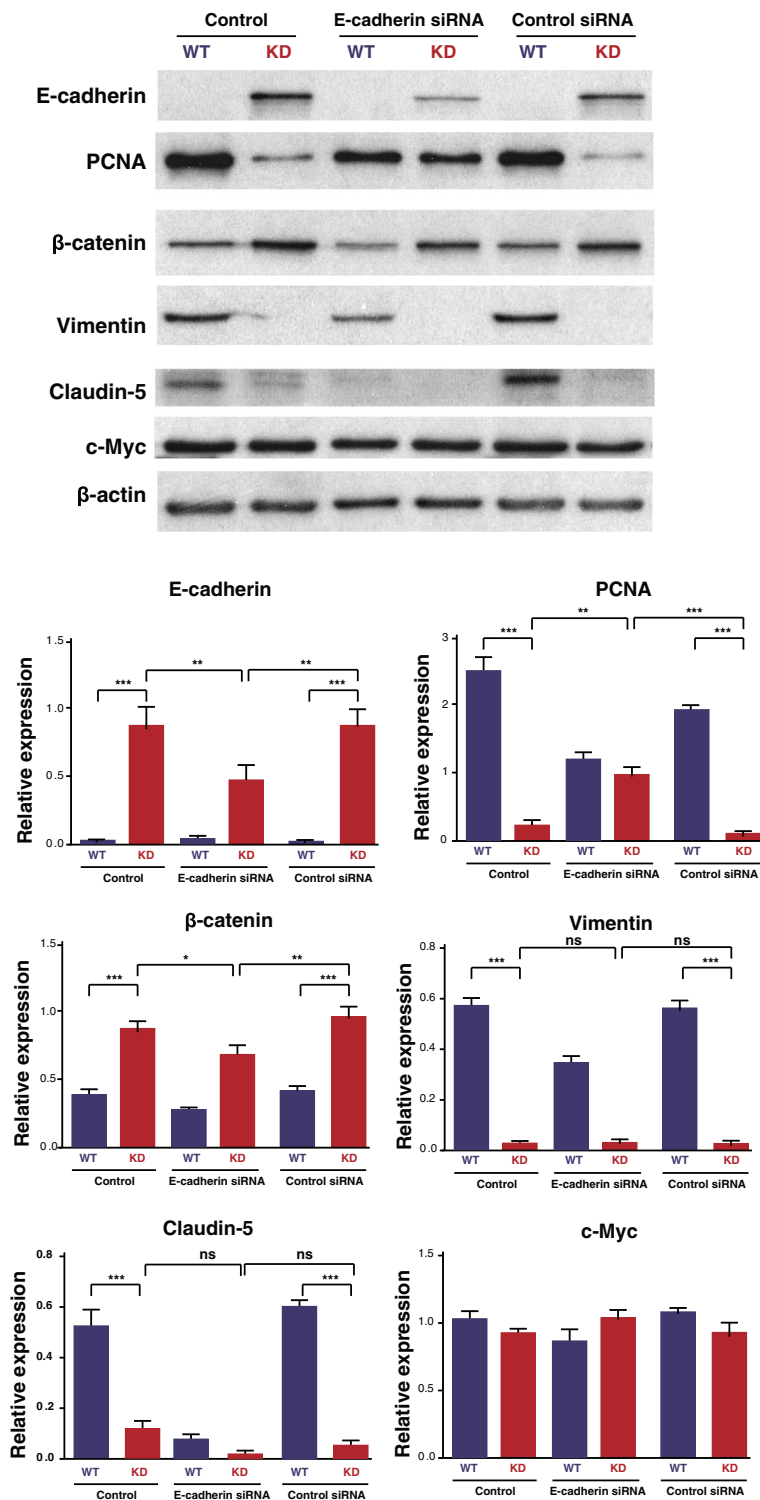 Control E-cadherin siRNA Control siRNA
WT KD WT KD WT KD
E-cadherin
PCNA
β-catenin
Vimentin
Claudin-5
c-Myc
β-actin
E-cadherin
Relative expression
1.5
1.0
0.5
0.0
*** ** ** ***
WT KD WT KD WT KD
Control E-cadherin siRNA Control siRNA
PCNA
Relative expression
3
2
1
0
*** ** *** ***
WT KD WT KD WT KD
Control E-cadherin siRNA Control siRNA
β-catenin
Relative expression
1.5
1.0
0.5
0.0
*** * ** ***
WT KD WT KD WT KD
Control E-cadherin siRNA Control siRNA
Vimentin
Relative expression
0.8
0.6
0.4
0.2
0.0
*** ns ns ***
WT KD WT KD WT KD
Control E-cadherin siRNA Control siRNA
Claudin-5
Relative expression
0.8
0.6
0.4
0.2
0.0
*** ns ns ***
WT KD WT KD WT KD
Control E-cadherin siRNA Control siRNA
c-Myc
Relative expression
1.5
1.0
0.5
0.0
WT KD WT KD WT KD
Control E-cadherin siRNA Control siRNA